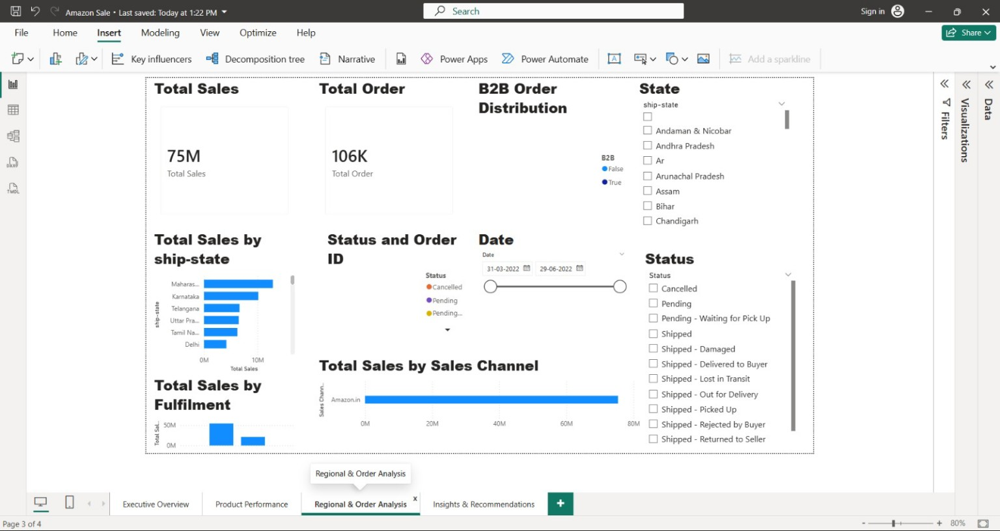 Amazon Sale • Last saved: Today at 1:22 PM
Search
Sign in
File Home Insert Modeling View Optimize Help
Share
Key influencers Decomposition tree Narrative Power Apps Power Automate Add a sparkline
Total Sales
75M
Total Sales
Total Order
106K
Total Order
B2B Order
Distribution
B2B
False
True
State
ship-state
Andaman & Nicobar
Andhra Pradesh
Ar
Arunachal Pradesh
Assam
Bihar
Chandigarh
Filters
Visualizations
Data
DAX
TMDL
Total Sales by
ship-state
ship-state
Maharas...
Karnataka
Telangana
Uttar Pra...
Tamil Na...
Delhi
0M 10M
Total Sales
Status and Order
ID
Status
Cancelled
Pending
Pending...
Date
Date
31-03-2022 29-06-2022
Status
Status
Cancelled
Pending
Pending - Waiting for Pick Up
Shipped
Shipped - Damaged
Shipped - Delivered to Buyer
Shipped - Lost in Transit
Shipped - Out for Delivery
Shipped - Picked Up
Shipped - Rejected by Buyer
Shipped - Returned to Seller
Total Sales by
Fulfilment
Total Sal...
50M
0M
Total Sales by Sales Channel
Sales Chann...
Amazon.in
0M 20M 40M 60M 80M
Regional & Order Analysis
Executive Overview Product Performance Regional & Order Analysis x Insights & Recommendations +
Page 3 of 4
- + 80%